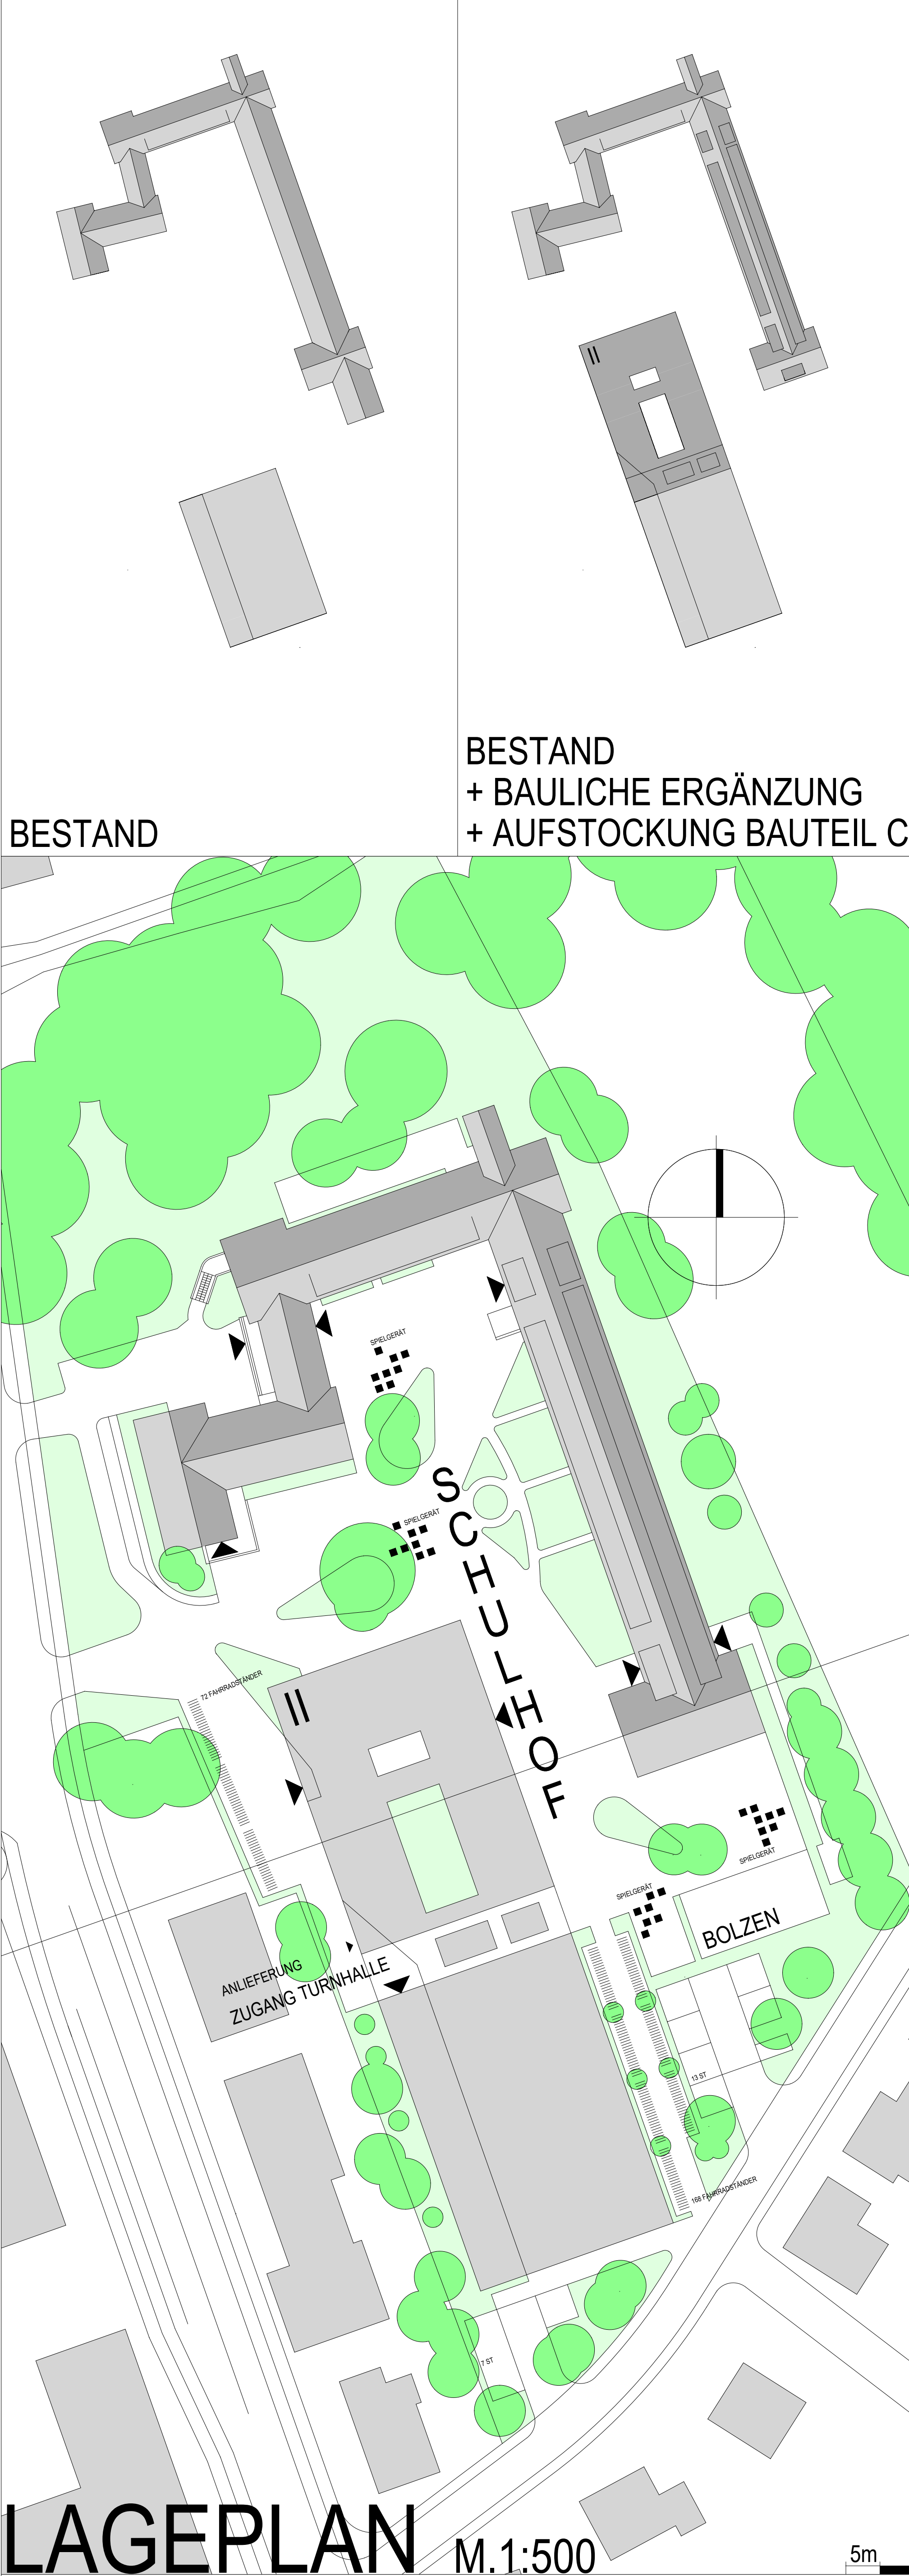 BESTAND
BESTAND
+ BAULICHE ERGÄNZUNG
+ AUFSTOCKUNG BAUTEIL C
II
SPIELGERÄT
SPIELGERÄT
SCHULHOF
72 FAHRRADSTÄNDER
II
SPIELGERÄT
SPIELGERÄT
BOLZEN
ANLIEFERUNG
ZUGANG TURNHALLE
13 ST
168 FAHRRADSTÄNDER
7 ST
LAGEPLAN M.1:500
5m